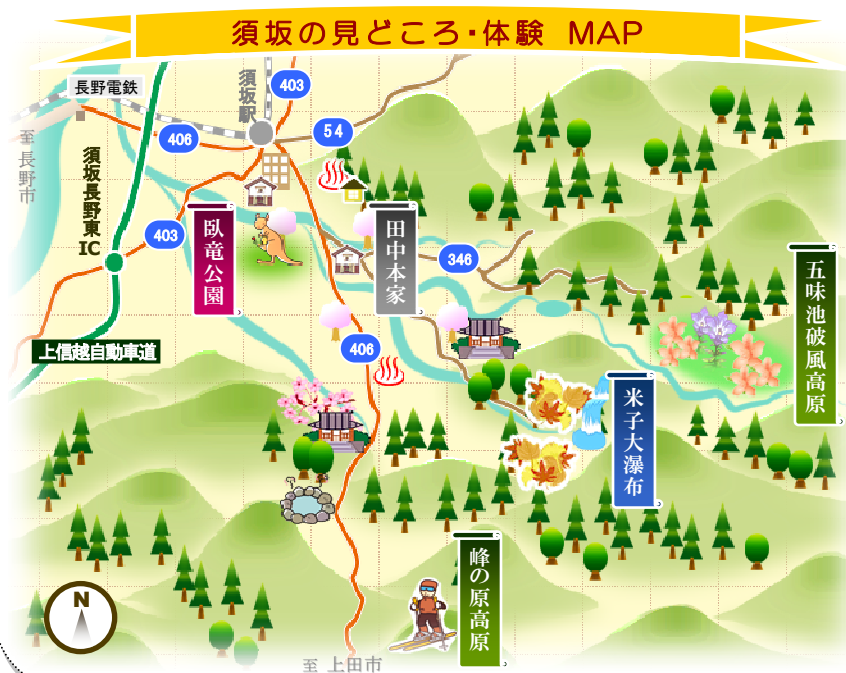 須坂の見どころ・体験 MAP
長野電鉄
須坂駅
403
54
406
至長野市
須坂長野東IC
403
臥竜公園
田中本家
346
五味池破風高原
上信越自動車道
406
米子大瀑布
峰の原高原
N
至 上田市